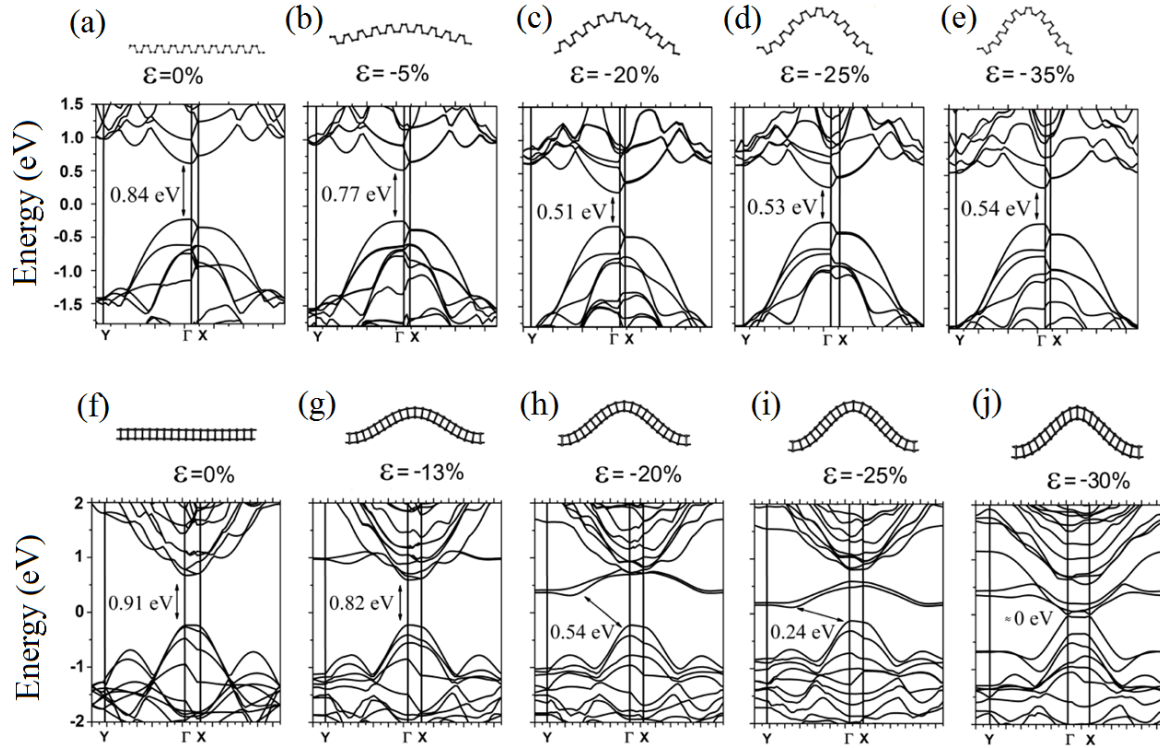 (a) (b) (c) (d) (e)
ε=0% ε= -5% ε= -20% ε= -25% ε= -35%
Energy (eV)
1.5
1.0
0.5
0.0
-0.5
-1.0
-1.5
0.84 eV 0.77 eV 0.51 eV 0.53 eV 0.54 eV
Y Γ X Y Γ X Y Γ X Y Γ X Y Γ X
(f) (g) (h) (i) (j)
ε=0% ε= -13% ε= -20% ε= -25% ε= -30%
Energy (eV)
2
1
0
-1
-2
0.91 eV 0.82 eV 0.54 eV 0.24 eV ≈0 eV
Y Γ X Y Γ X Y Γ X Y Γ X Y Γ X